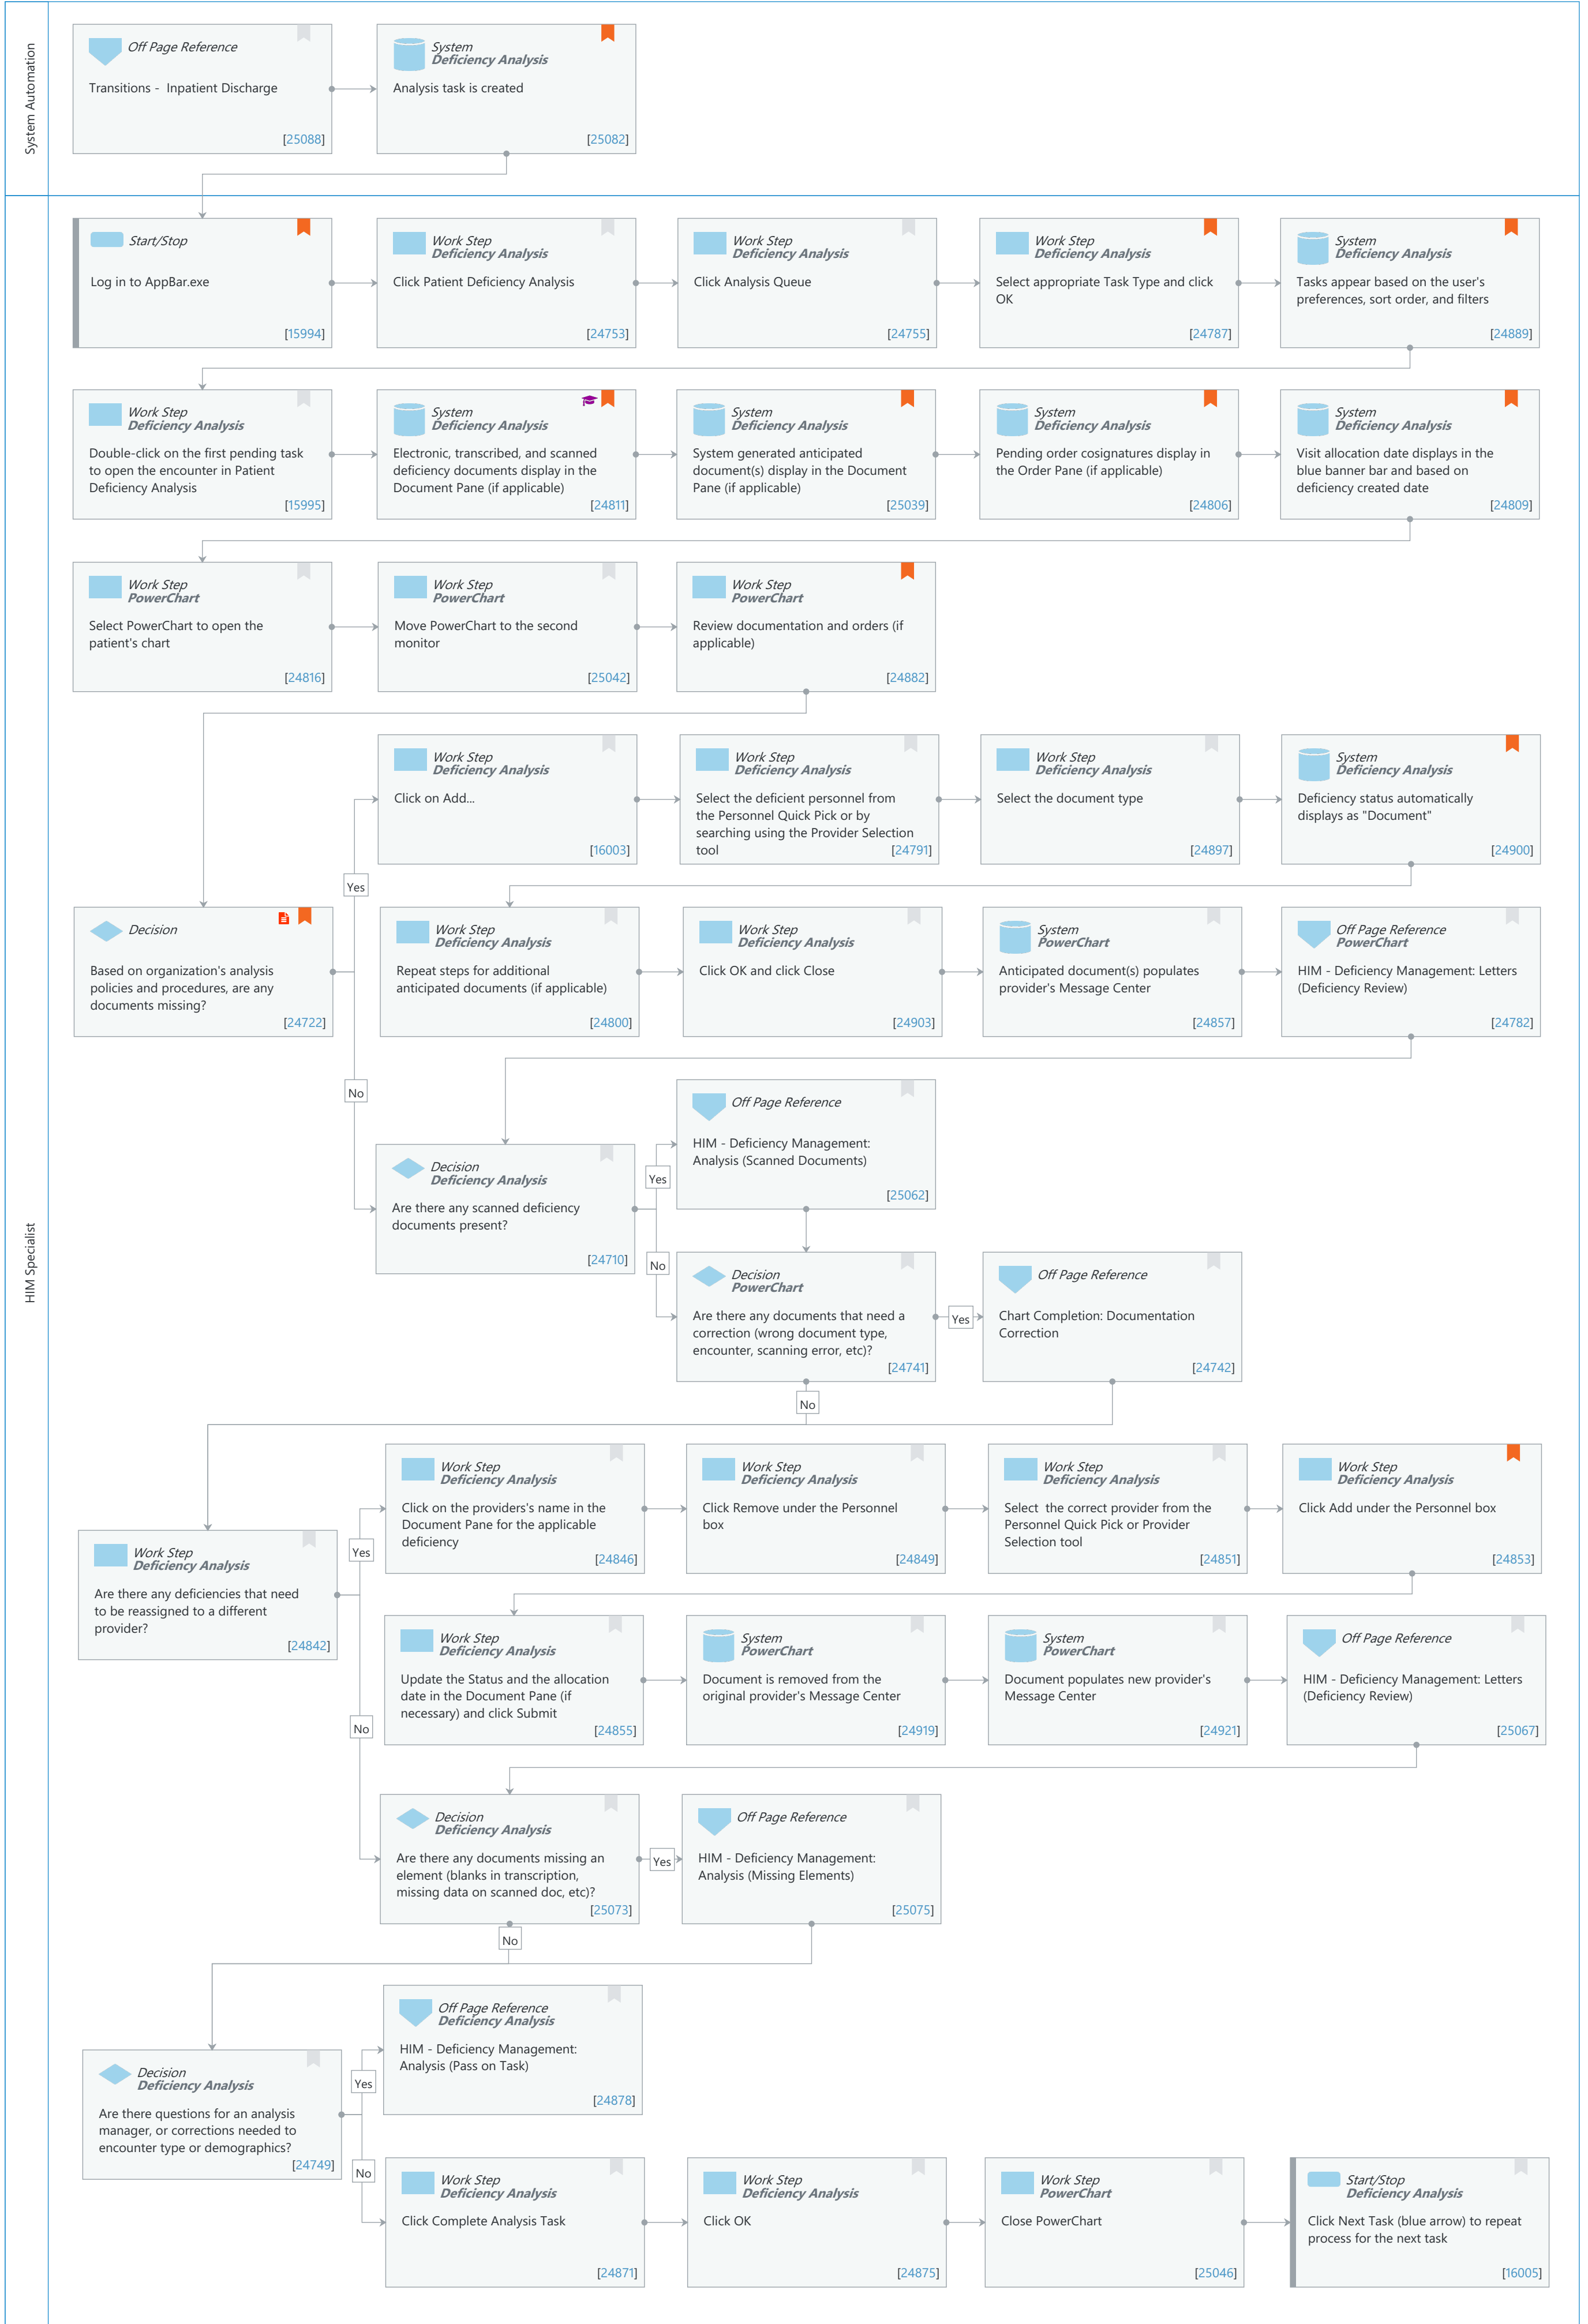 System Automation
Off Page Reference
Transitions -  Inpatient Discharge
[25088]
System
Deficiency Analysis
Analysis task is created
[25082]
HIM Specialist
Start/Stop
Log in to AppBar.exe
[15994]
Work Step
Deficiency Analysis
Click Patient Deficiency Analysis
[24753]
Work Step
Deficiency Analysis
Click Analysis Queue
[24755]
Work Step
Deficiency Analysis
Select appropriate Task Type and click
OK
[24787]
System
Deficiency Analysis
Tasks appear based on the user's
preferences, sort order, and filters
[24889]
Work Step
Deficiency Analysis
Double-click on the first pending task
to open the encounter in Patient
Deficiency Analysis
[15995]
System
Deficiency Analysis
Electronic, transcribed, and scanned
deficiency documents display in the
Document Pane (if applicable)
[24811]
System
Deficiency Analysis
System generated anticipated
document(s) display in the Document
Pane (if applicable)
[25039]
System
Deficiency Analysis
Pending order cosignatures display in
the Order Pane (if applicable)
[24806]
System
Deficiency Analysis
Visit allocation date displays in the
blue banner bar and based on
deficiency created date
[24809]
Work Step
PowerChart
Select PowerChart to open the
patient's chart
[24816]
Work Step
PowerChart
Move PowerChart to the second
monitor
[25042]
Work Step
PowerChart
Review documentation and orders (if
applicable)
[24882]
Work Step
Deficiency Analysis
Click on Add...
[16003]
Work Step
Deficiency Analysis
Select the deficient personnel from
the Personnel Quick Pick or by
searching using the Provider Selection
tool
[24791]
Work Step
Deficiency Analysis
Select the document type
[24897]
System
Deficiency Analysis
Deficiency status automatically
displays as "Document"
[24900]
Yes
Decision
Based on organization's analysis
policies and procedures, are any
documents missing?
[24722]
Work Step
Deficiency Analysis
Repeat steps for additional
anticipated documents (if applicable)
[24800]
Work Step
Deficiency Analysis
Click OK and click Close
[24903]
System
PowerChart
Anticipated document(s) populates
provider's Message Center
[24857]
Off Page Reference
PowerChart
HIM - Deficiency Management: Letters
(Deficiency Review)
[24782]
No
Off Page Reference
HIM - Deficiency Management:
Analysis (Scanned Documents)
[25062]
Decision
Deficiency Analysis
Are there any scanned deficiency
documents present?
[24710]
Yes
No
Decision
PowerChart
Are there any documents that need a
correction (wrong document type,
encounter, scanning error, etc)?
[24741]
Yes
Off Page Reference
Chart Completion: Documentation
Correction
[24742]
No
Work Step
Deficiency Analysis
Click on the providers's name in the
Document Pane for the applicable
deficiency
[24846]
Work Step
Deficiency Analysis
Click Remove under the Personnel
box
[24849]
Work Step
Deficiency Analysis
Select  the correct provider from the
Personnel Quick Pick or Provider
Selection tool
[24851]
Work Step
Deficiency Analysis
Click Add under the Personnel box
[24853]
Work Step
Deficiency Analysis
Are there any deficiencies that need
to be reassigned to a different
provider?
[24842]
Yes
Work Step
Deficiency Analysis
Update the Status and the allocation
date in the Document Pane (if
necessary) and click Submit
[24855]
System
PowerChart
Document is removed from the
original provider's Message Center
[24919]
System
PowerChart
Document populates new provider's
Message Center
[24921]
Off Page Reference
HIM - Deficiency Management: Letters
(Deficiency Review)
[25067]
No
Decision
Deficiency Analysis
Are there any documents missing an
element (blanks in transcription,
missing data on scanned doc, etc)?
[25073]
Yes
Off Page Reference
HIM - Deficiency Management:
Analysis (Missing Elements)
[25075]
No
Off Page Reference
Deficiency Analysis
HIM - Deficiency Management:
Analysis (Pass on Task)
[24878]
Decision
Deficiency Analysis
Are there questions for an analysis
manager, or corrections needed to
encounter type or demographics?
[24749]
Yes
No
Work Step
Deficiency Analysis
Click Complete Analysis Task
[24871]
Work Step
Deficiency Analysis
Click OK
[24875]
Work Step
PowerChart
Close PowerChart
[25046]
Start/Stop
Deficiency Analysis
Click Next Task (blue arrow) to repeat
process for the next task
[16005]